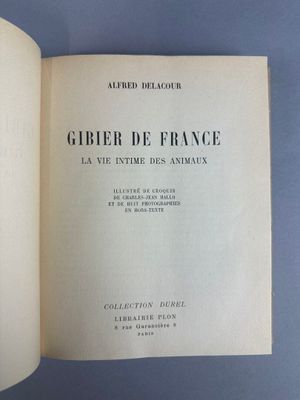 ALFRED DELACOUR
GIBIER DE FRANCE
LA VIE INTIME DES ANIMAUX
ILLUSTRÉ DE CROQUIS
DE CHARLES-JEAN HALLO
ET DE HUIT PHOTOGRAPHIES
EN HORS-TEXTE
COLLECTION DUREL
LIBRAIRIE PLON
8 rue Garancière 8
PARIS